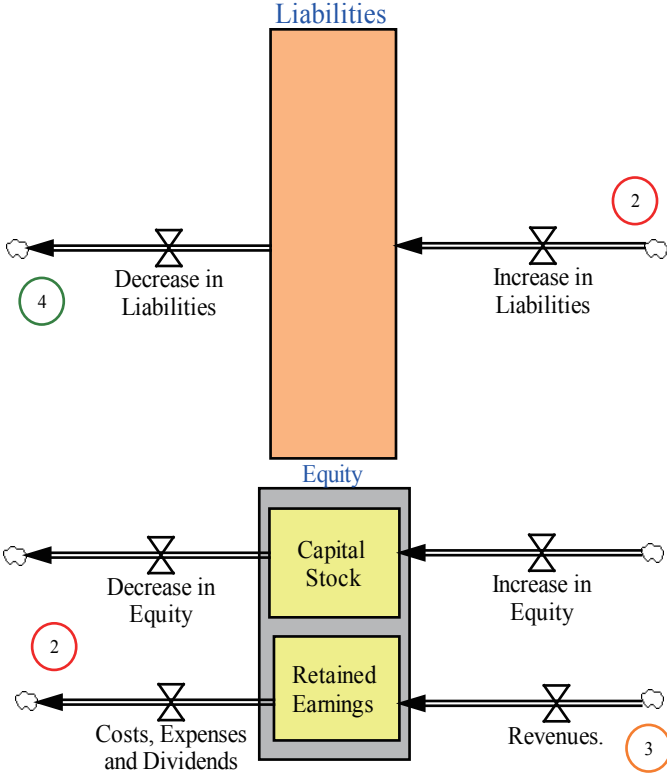 Liabilities
2
Decrease in
Liabilities
Increase in
Liabilities
4
Equity
Capital
Stock
Decrease in
Equity
Increase in
Equity
2
Retained
Earnings
Costs, Expenses
and Dividends
Revenues.
3